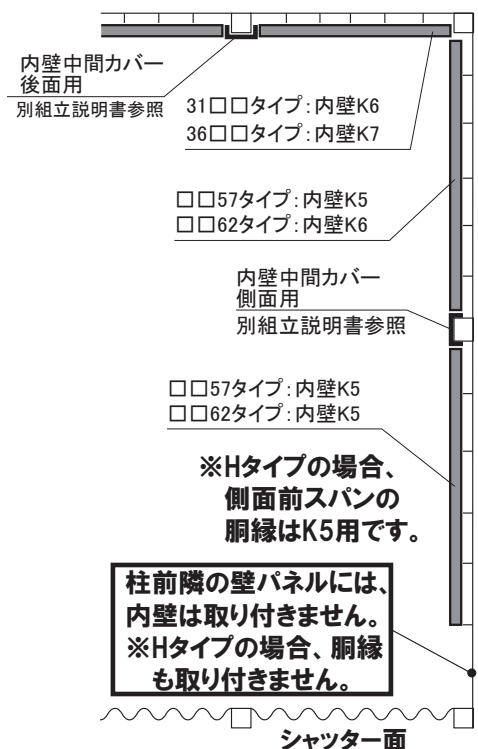 内壁中間カバー
後面用
別組立説明書参照
31□□タイプ：内壁K6
36□□タイプ：内壁K7
□□57タイプ：内壁K5
□□62タイプ：内壁K6
内壁中間カバー
側面用
別組立説明書参照
□□57タイプ：内壁K5
□□62タイプ：内壁K5
※Hタイプの場合、
側面前スパンの
胴縁はK5用です。
柱前隣の壁パネルには、
内壁は取り付きません。
※Hタイプの場合、胴縁
も取り付きません。
シャッター面